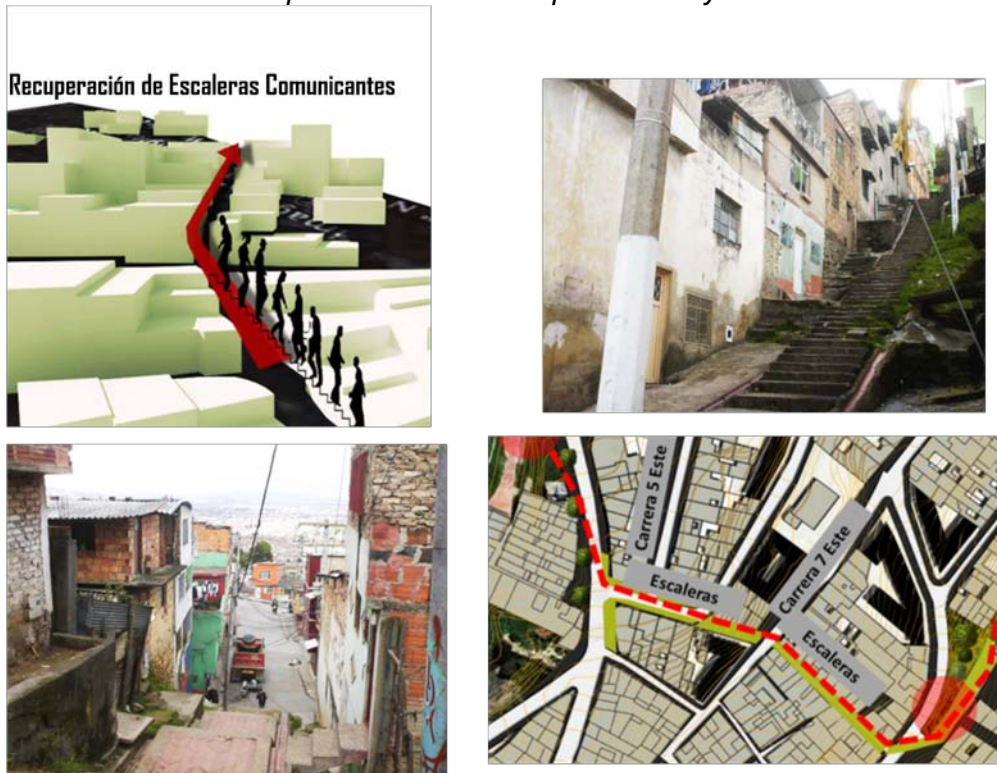 Recuperación de Escaleras Comunicantes
Carrera 5 Este
Escaleras
Carrera 7 Este
Escaleras